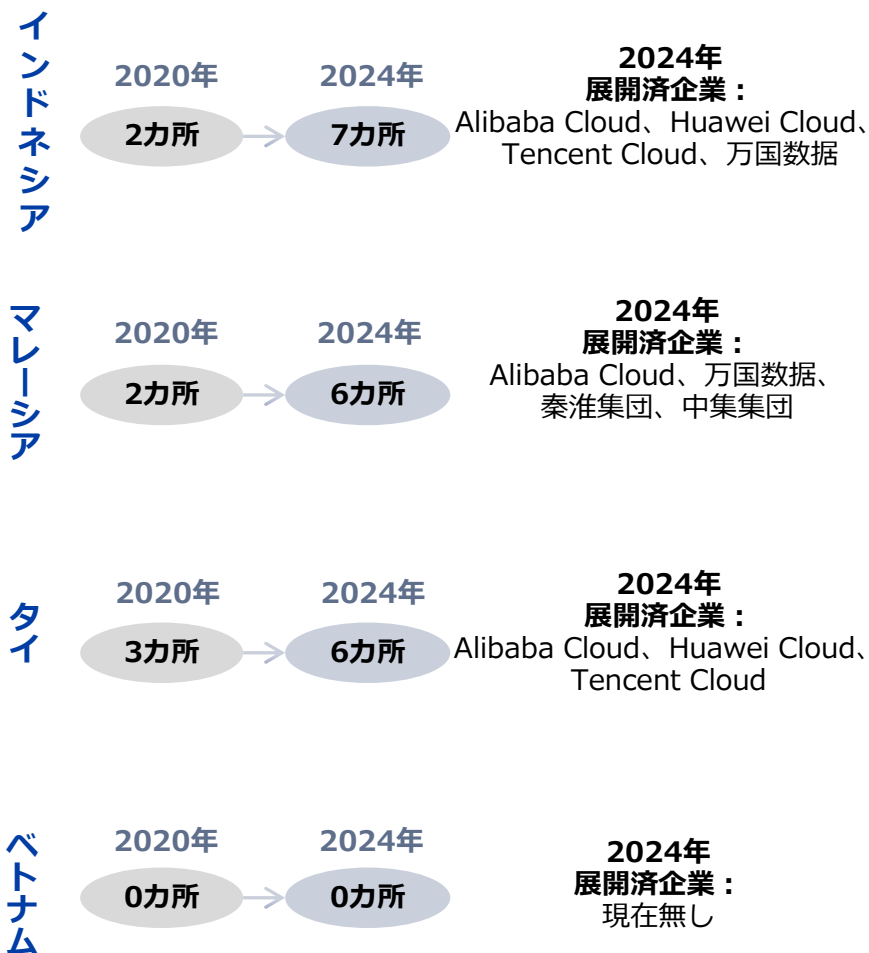 インドネシア
2020年
2024年
2カ所
7カ所
2024年
展開済企業：
Alibaba Cloud、Huawei Cloud、
Tencent Cloud、万国数据
マレーシア
2020年
2024年
2カ所
6カ所
2024年
展開済企業：
Alibaba Cloud、万国数据、
秦淮集団、中集集団
タイ
2020年
2024年
3カ所
6カ所
2024年
展開済企業：
Alibaba Cloud、Huawei Cloud、
Tencent Cloud
ベトナム
2020年
2024年
0カ所
0カ所
2024年
展開済企業：
現在無し